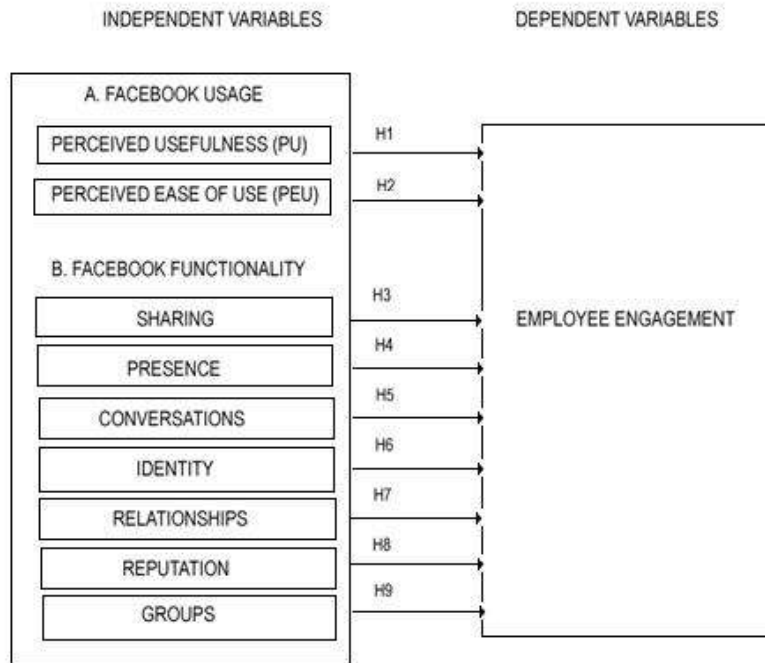 INDEPENDENT VARIABLES
DEPENDENT VARIABLES
A. FACEBOOK USAGE
PERCEIVED USEFULNESS (PU)
H1
PERCEIVED EASE OF USE (PEU)
H2
B. FACEBOOK FUNCTIONALITY
SHARING
H3
EMPLOYEE ENGAGEMENT
PRESENCE
H4
CONVERSATIONS
H5
IDENTITY
H6
RELATIONSHIPS
H7
REPUTATION
H8
GROUPS
H9